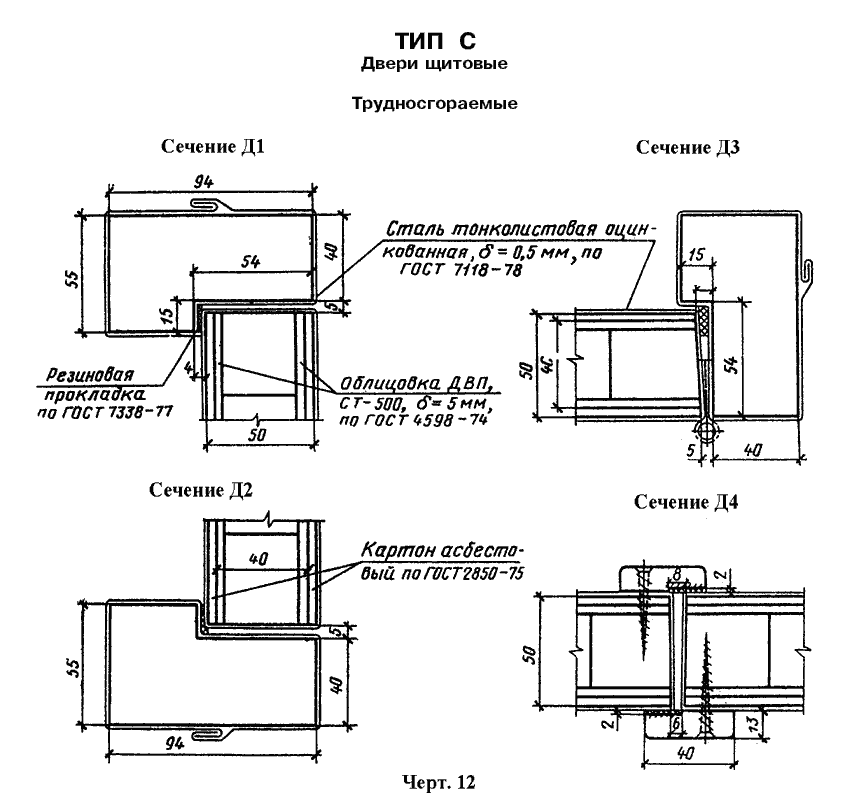 ТИП С
Двери щитовые
Трудносгораемые
Сечение Д1
Сечение Д3
94
55
54
40
15
5
4
50
Сталь тонколистовая оцин-
кованная, δ = 0,5 мм, по
ГОСТ 7118-78
Резиновая
прокладка
по ГОСТ 7338-77
Облицовка ДВП,
СТ-500, δ = 5 мм,
по ГОСТ 4598-74
15
50
4С
54
5
40
Сечение Д2
Сечение Д4
40
55
5
40
94
Картон асбесто-
вый по ГОСТ 2850-75
8
2
50
2
6
13
40
Черт. 12